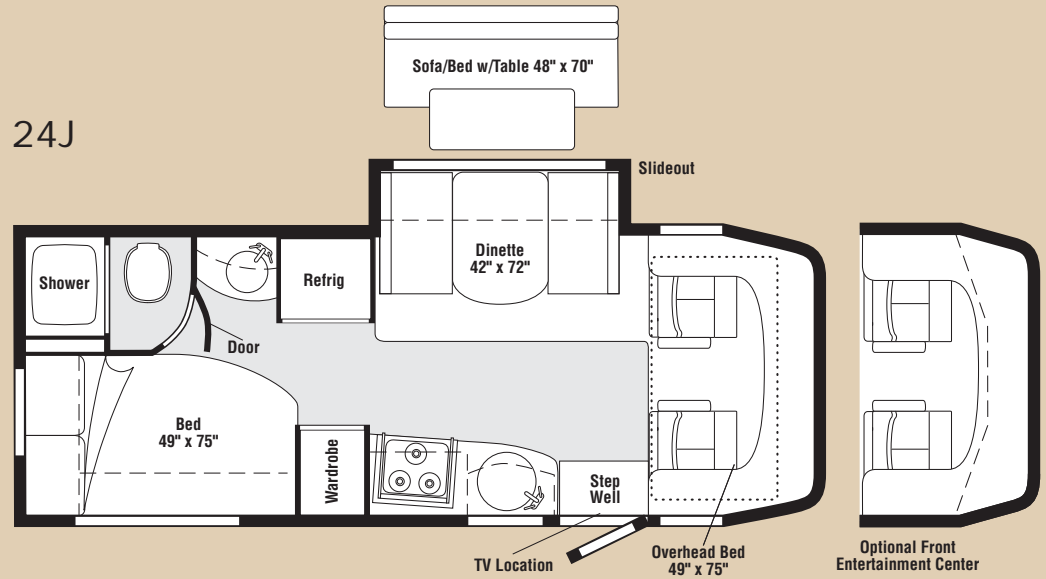 Sofa/Bed w/Table 48" x 70"
24J
Slideout
Dinette
42" x 72"
Shower
Refrig
Door
Bed
49" x 75"
Wardrobe
Step
Well
TV Location
Overhead Bed
49" x 75"
Optional Front
Entertainment Center